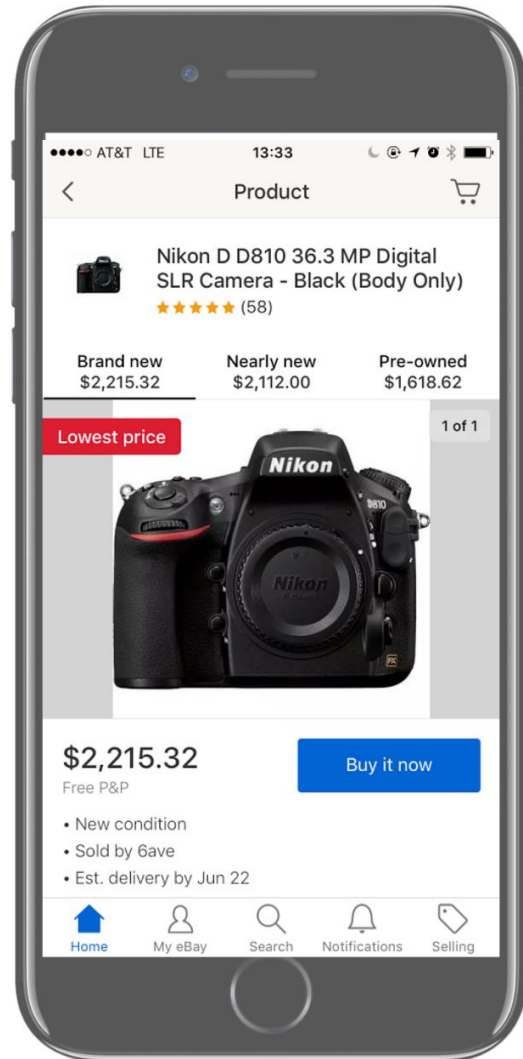 ●●●●○ AT&T LTE 13:33
Product
Nikon D D810 36.3 MP Digital
SLR Camera - Black (Body Only)
(58)
Brand new Nearly new Pre-owned
$2,215.32 $2,112.00 $1,618.62
Lowest price 1 of 1
Nikon
D810
Nikon
FX
$2,215.32 Buy it now
Free P&P
• New condition
• Sold by 6ave
• Est. delivery by Jun 22
Home My eBay Search Notifications Selling